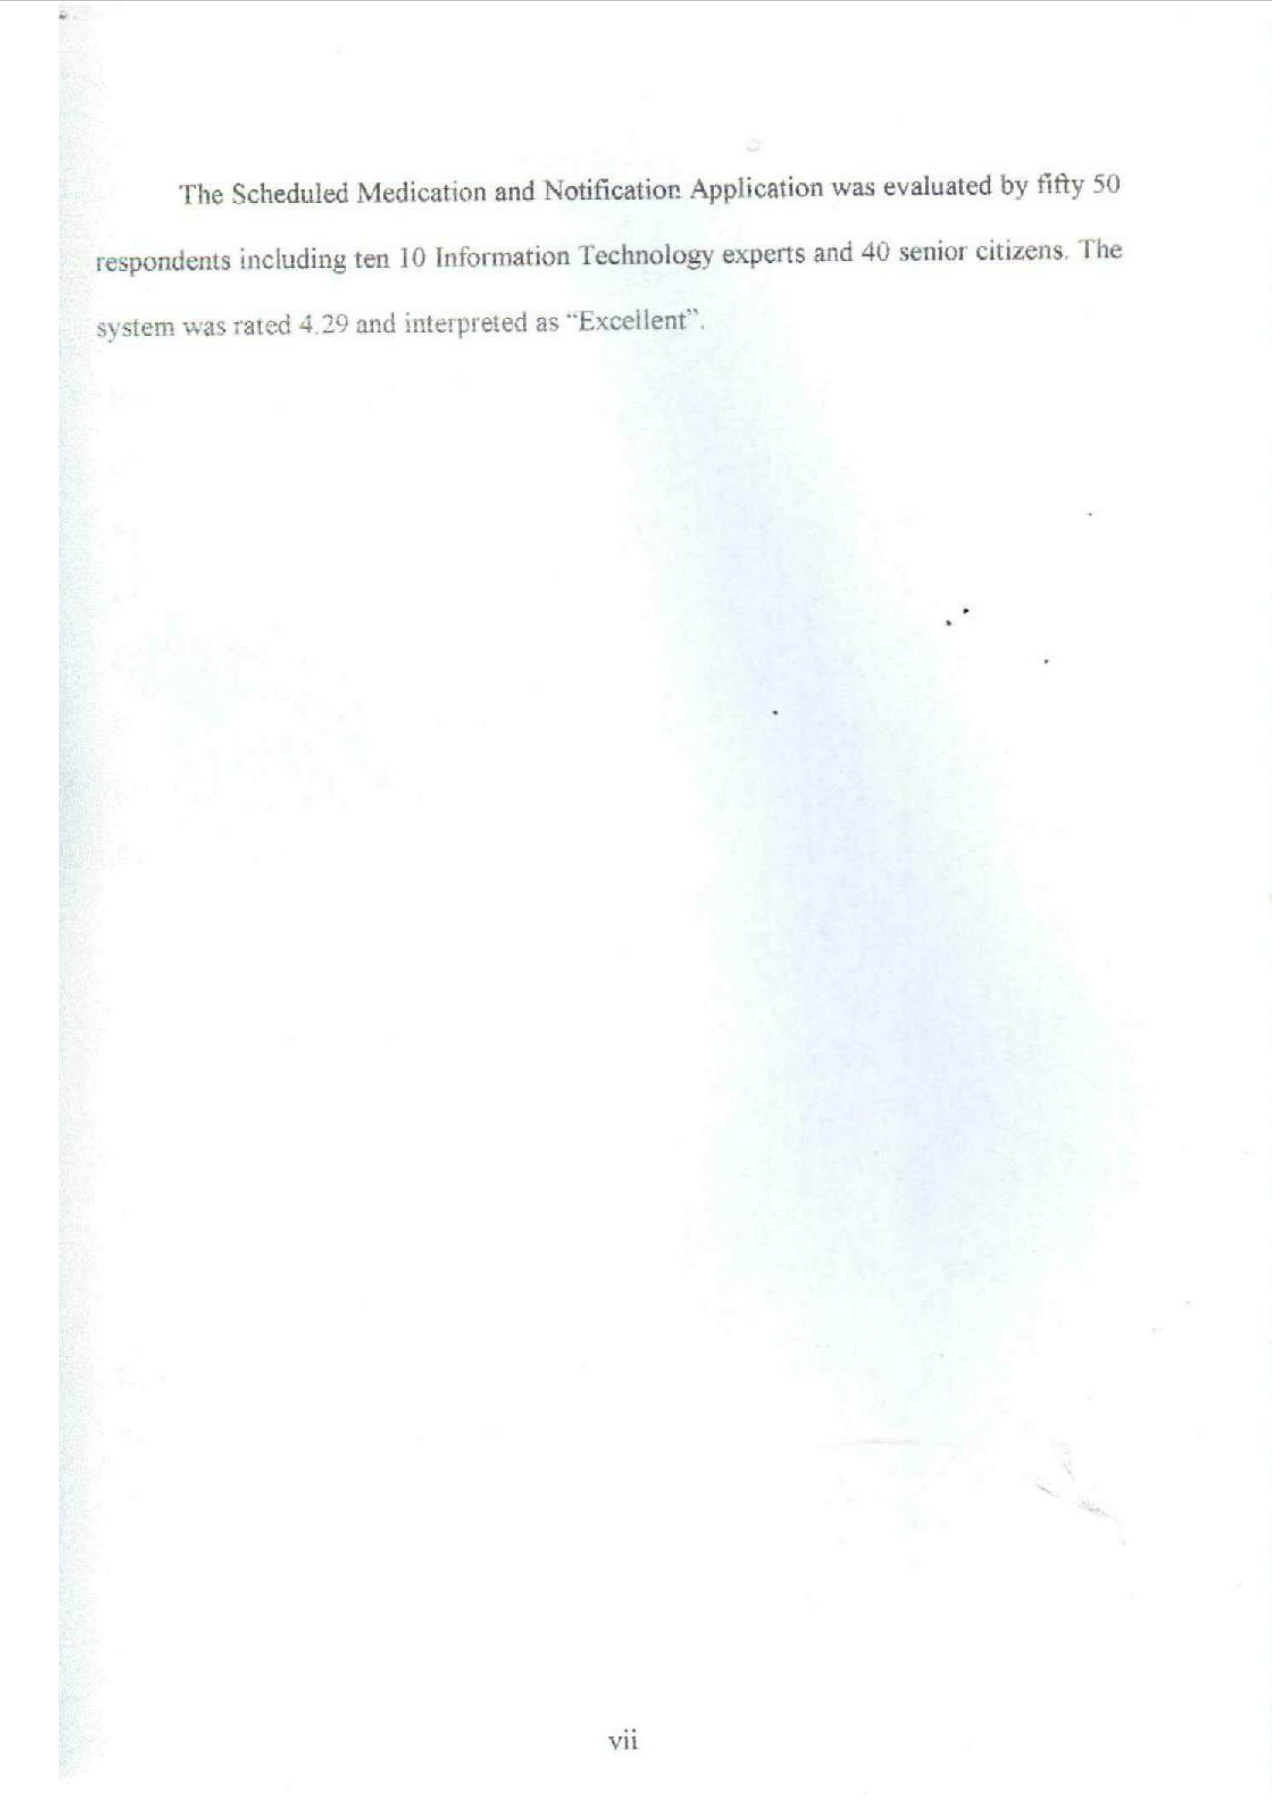 The Scheduled Medication and Notification Application was evaluated by fifty 50
respondents including ten 10 Information Technology experts and 40 senior citizens. The
system was rated 4.29 and interpreted as “Excellent”.
vii